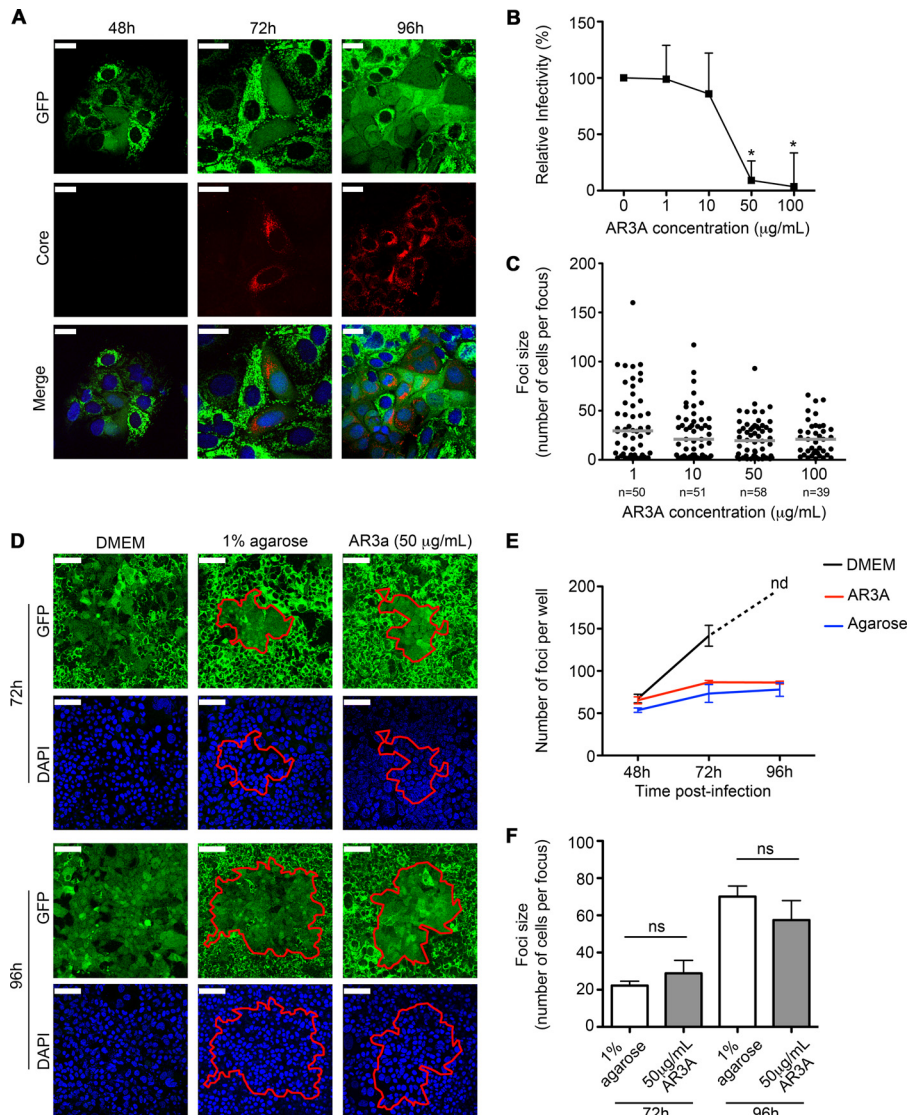 A
48h 72h 96h
GFP
Core
Merge
B
Relative Infectivity (%)
150
100
50
0
0 1 10 50 100
* *
AR3A concentration (µg/mL)
C
Foci size
(number of cells per focus)
200
150
100
50
0
1 10 50 100
n=50 n=51 n=58 n=39
AR3A concentration (µg/mL)
D
DMEM 1% agarose AR3a (50 µg/mL)
72h
GFP
DAPI
96h
GFP
DAPI
E
Number of foci per well
200
150
100
50
0
48h 72h 96h
Time post-infection
nd
DMEM
AR3A
Agarose
F
Foci size
(number of cells per focus)
100
80
60
40
20
0
ns ns
1% agarose
50µg/mL AR3A
1% agarose
50µg/mL AR3A
72h 96h